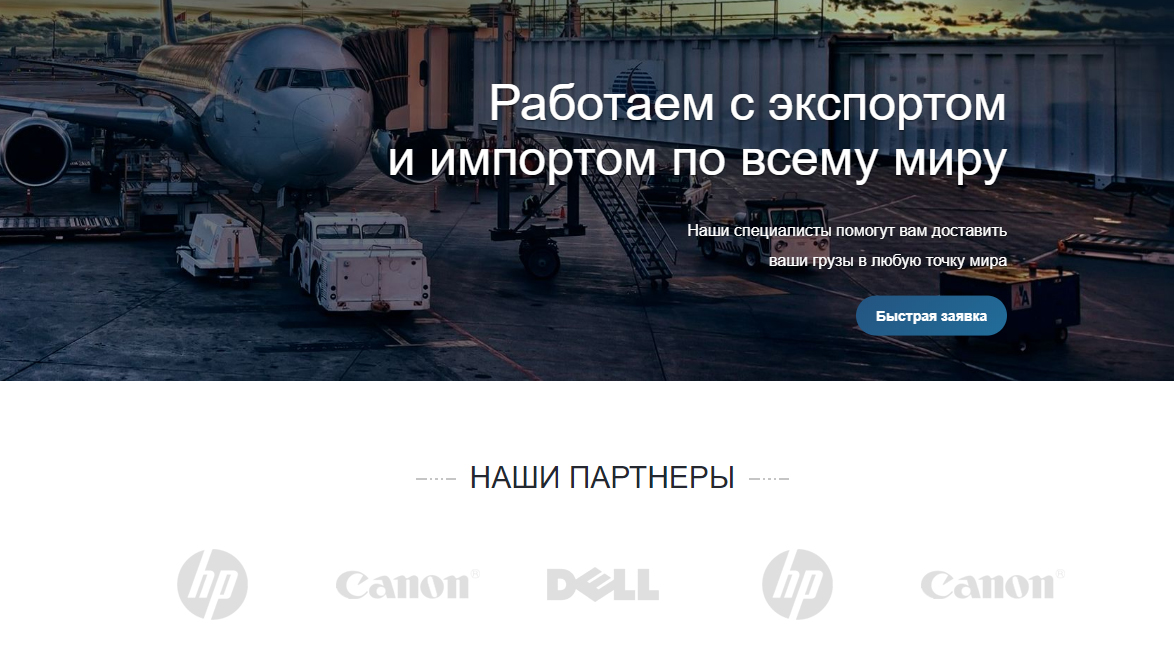 Работаем с экспортом
и импортом по всему миру
Наши специалисты помогут вам доставить
ваши грузы в любую точку мира
AA
Быстрая заявка
НАШИ ПАРТНЕРЫ
hp Canon® DELL hp Canon®